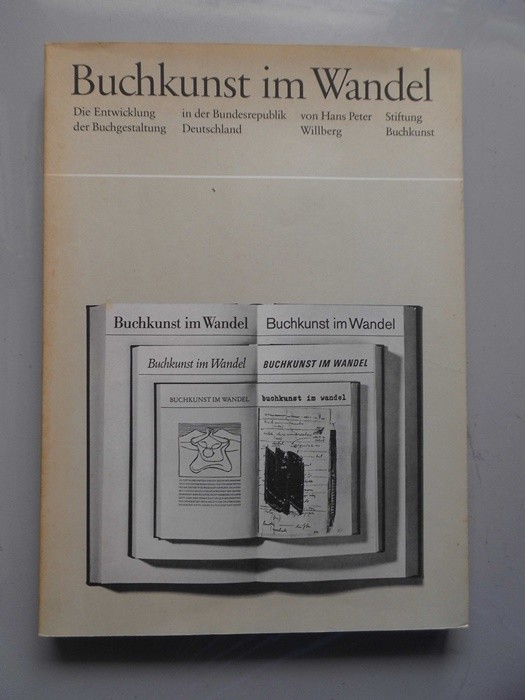 Buchkunst im Wandel
Die Entwicklung in der Bundesrepublik von Hans Peter Stiftung
der Buchgestaltung Deutschland Willberg Buchkunst
Buchkunst im Wandel Buchkunst im Wandel
Buchkunst im Wandel BUCHKUNST IM WANDEL
BUCHKUNST IM WANDEL buchkunst im wandel